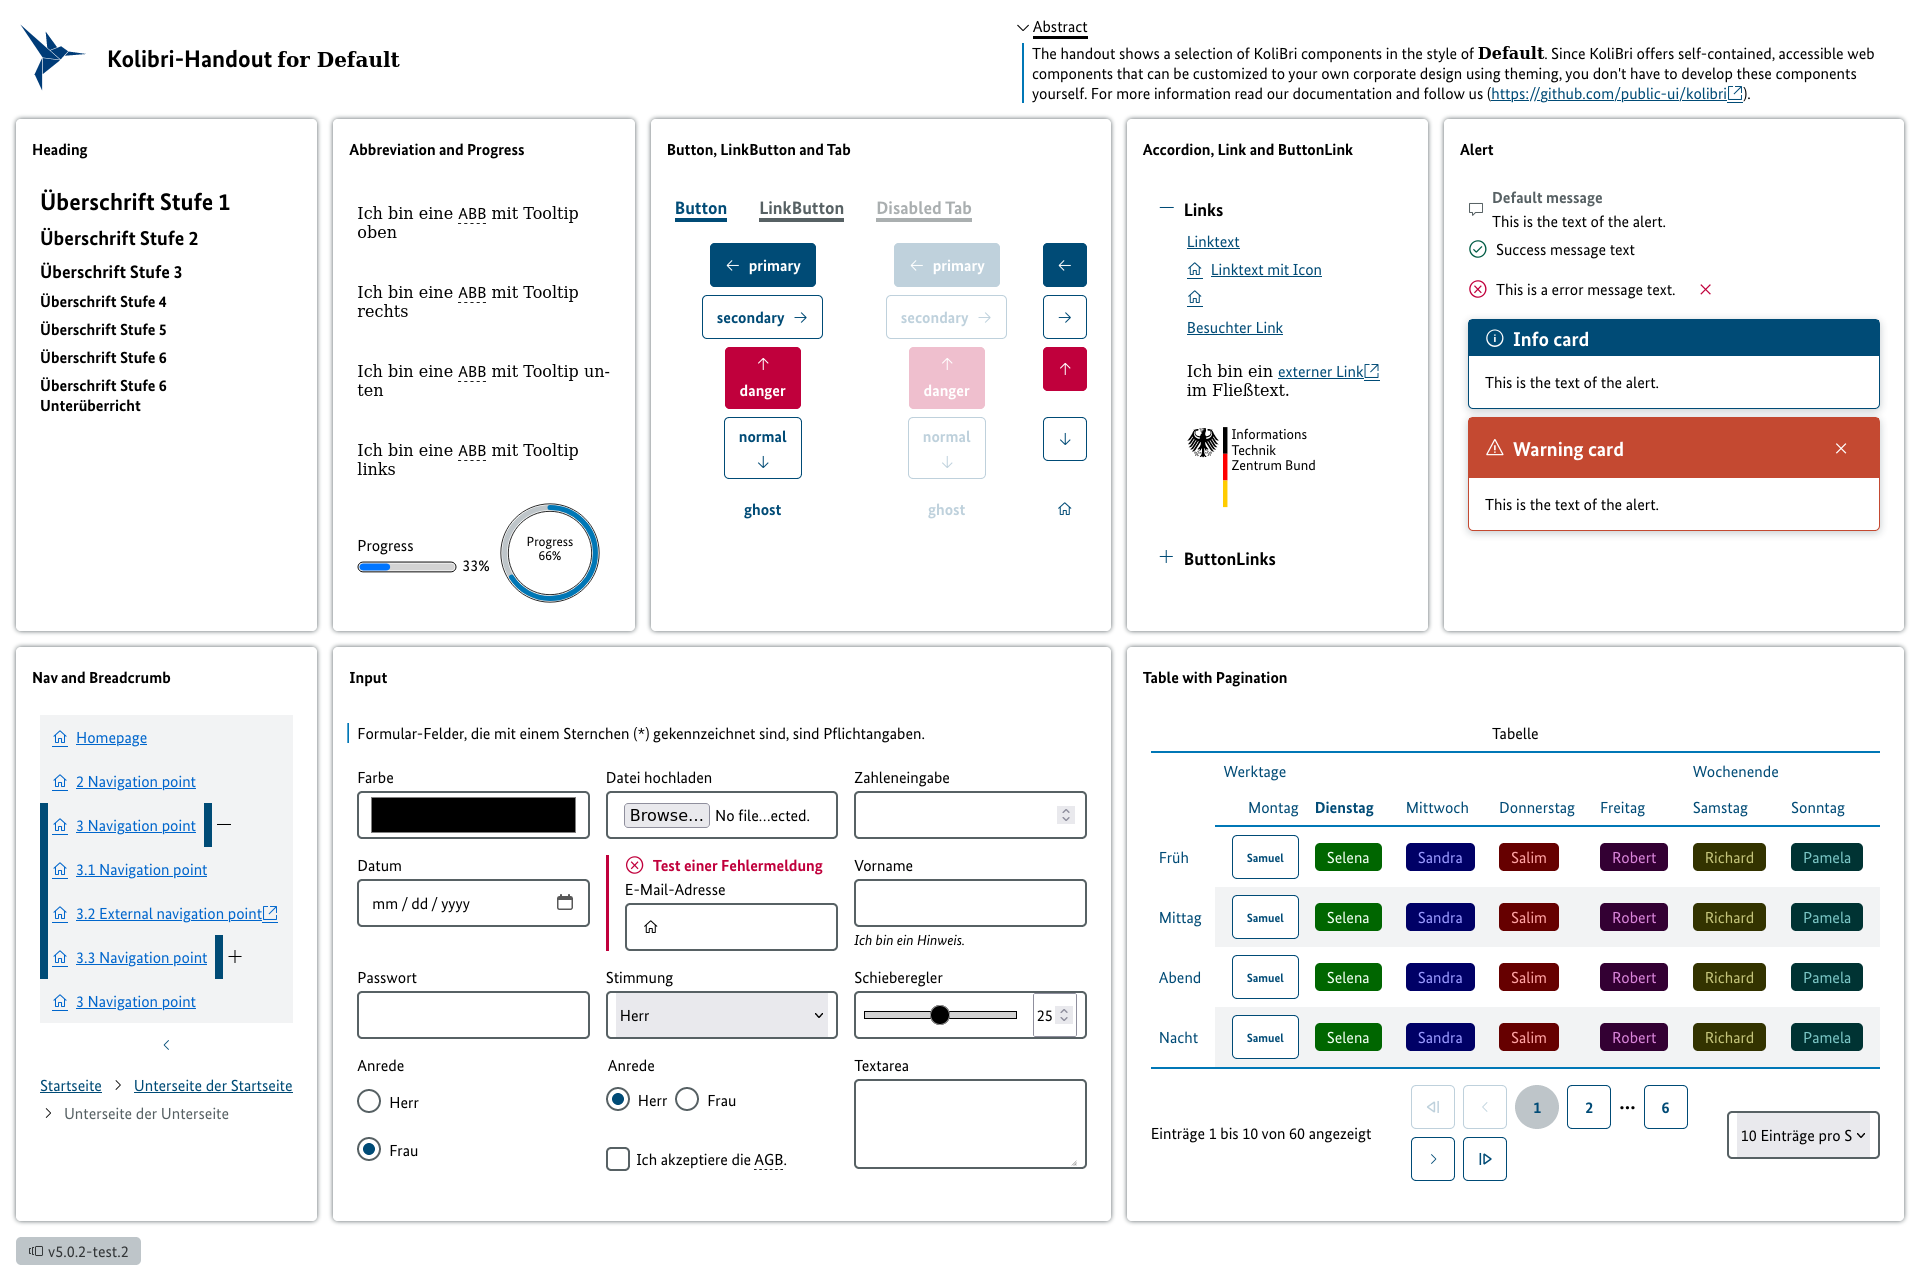 Kolibri-Handout for Default
Abstract
The handout shows a selection of KoliBri components in the style of Default. Since KoliBri offers self-contained, accessible web
components that can be customized to your own corporate design using theming, you don't have to develop these components
yourself. For more information read our documentation and follow us (https://github.com/public-ui/kolibri).
Heading
Überschrift Stufe 1
Überschrift Stufe 2
Überschrift Stufe 3
Überschrift Stufe 4
Überschrift Stufe 5
Überschrift Stufe 6
Überschrift Stufe 6
Unterüberricht
Abbreviation and Progress
Ich bin eine ABB mit Tooltip
oben
Ich bin eine ABB mit Tooltip
rechts
Ich bin eine ABB mit Tooltip un-
ten
Ich bin eine ABB mit Tooltip
links
Progress
33%
Progress
66%
Button, LinkButton and Tab
Button LinkButton Disabled Tab
primary primary
secondary secondary
danger danger
normal normal
ghost ghost
Accordion, Link and ButtonLink
Links
Linktext
Linktext mit Icon
Besuchter Link
Ich bin ein externer Link
im Fließtext.
Informations
Technik
Zentrum Bund
ButtonLinks
Alert
Default message
This is the text of the alert.
Success message text
This is a error message text.
Info card
This is the text of the alert.
Warning card
This is the text of the alert.
Nav and Breadcrumb
Homepage
2 Navigation point
3 Navigation point
3.1 Navigation point
3.2 External navigation point
3.3 Navigation point
3 Navigation point
Startseite Unterseite der Startseite
Unterseite der Unterseite
Input
Formular-Felder, die mit einem Sternchen (*) gekennzeichnet sind, sind Pflichtangaben.
Farbe Datei hochladen Zahleneingabe
Browse... No file...ected.
Datum Test einer Fehlermeldung Vorname
E-Mail-Adresse
mm / dd / yyyy
Ich bin ein Hinweis.
Passwort Stimmung Schieberegler
Herr 25
Anrede Anrede Textarea
Herr Herr Frau
Frau
Ich akzeptiere die AGB.
Table with Pagination
Tabelle
Werktage Wochenende
Montag Dienstag Mittwoch Donnerstag Freitag Samstag Sonntag
Früh Samuel Selena Sandra Salim Robert Richard Pamela
Mittag Samuel Selena Sandra Salim Robert Richard Pamela
Abend Samuel Selena Sandra Salim Robert Richard Pamela
Nacht Samuel Selena Sandra Salim Robert Richard Pamela
Einträge 1 bis 10 von 60 angezeigt
1 2 ··· 6
10 Einträge pro S
v5.0.2-test.2